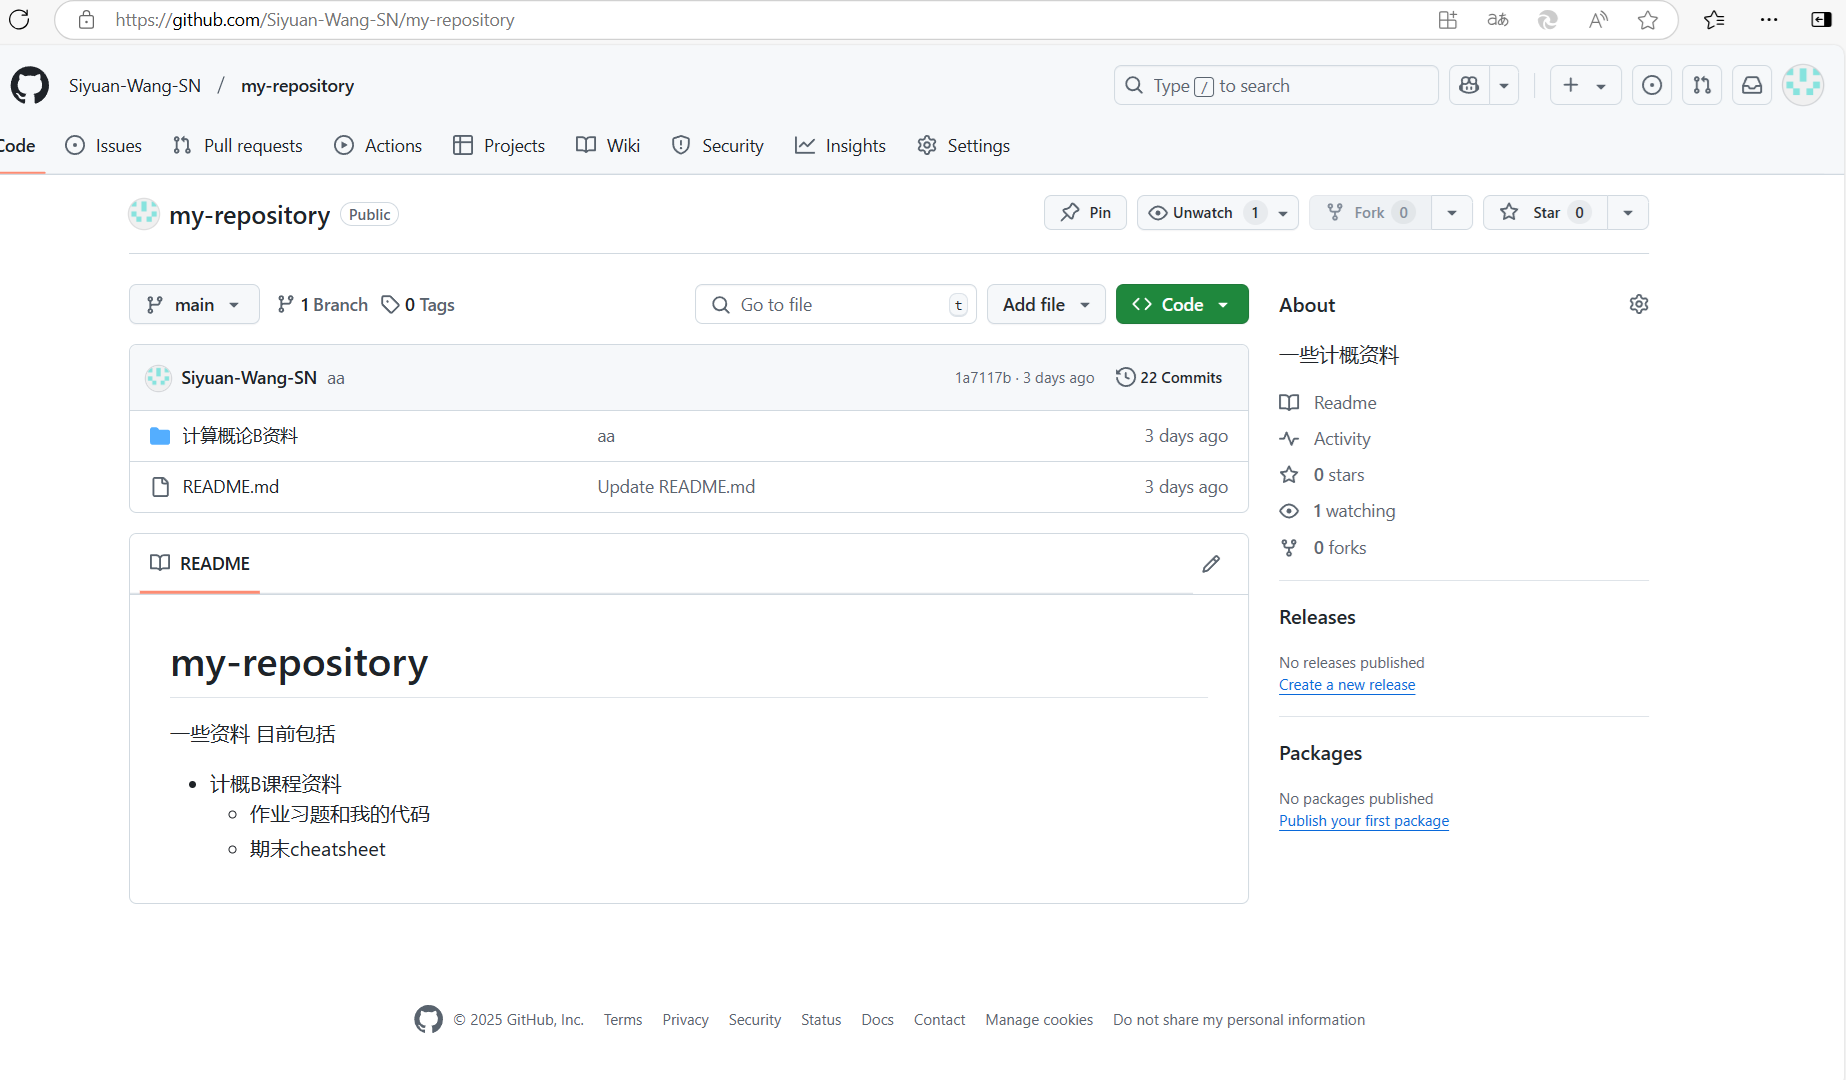 https://github.com/Siyuan-Wang-SN/my-repository
Siyuan-Wang-SN / my-repository
Type / to search
Code Issues Pull requests Actions Projects Wiki Security Insights Settings
my-repository Public
Pin Unwatch 1 Fork 0 Star 0
main 1 Branch 0 Tags Go to file t Add file Code
Siyuan-Wang-SN aa 1a7117b · 3 days ago 22 Commits
计算概论B资料 aa 3 days ago
README.md Update README.md 3 days ago
README
my-repository
一些资料 目前包括
计概B课程资料
作业习题和我的代码
期末cheatsheet
About
一些计概资料
Readme
Activity
0 stars
1 watching
0 forks
Releases
No releases published
Create a new release
Packages
No packages published
Publish your first package
© 2025 GitHub, Inc. Terms Privacy Security Status Docs Contact Manage cookies Do not share my personal information